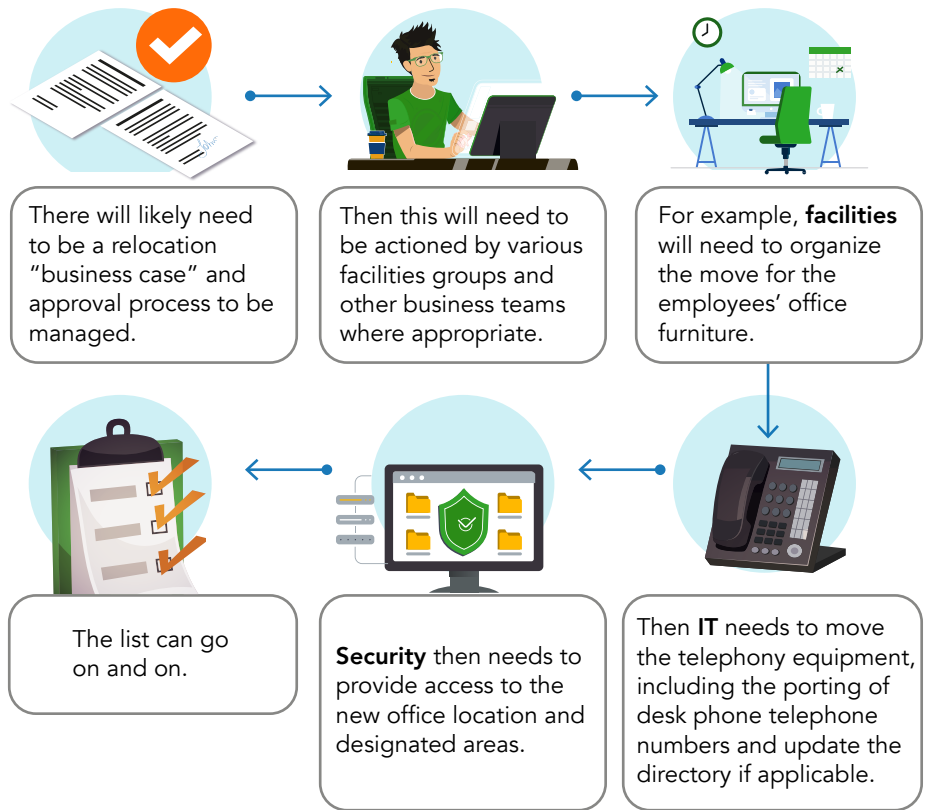 There will likely need
to be a relocation
“business case” and
approval process to be
managed.
Then this will need to
be actioned by various
facilities groups and
other business teams
where appropriate.
For example, facilities
will need to organize
the move for the
employees’ office
furniture.
Then IT needs to move
the telephony equipment,
including the porting of
desk phone telephone
numbers and update the
directory if applicable.
Security then needs to
provide access to the
new office location and
designated areas.
The list can go
on and on.